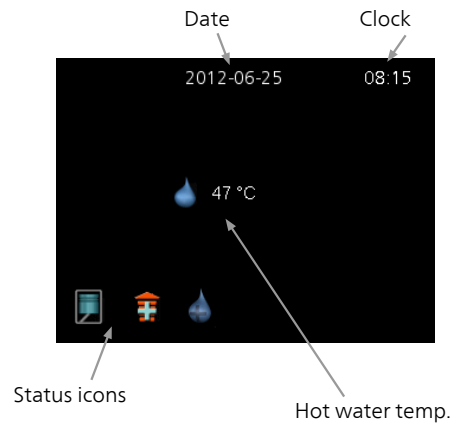 Date
Clock
2012-06-25
08:15
47 °C
Status icons
Hot water temp.